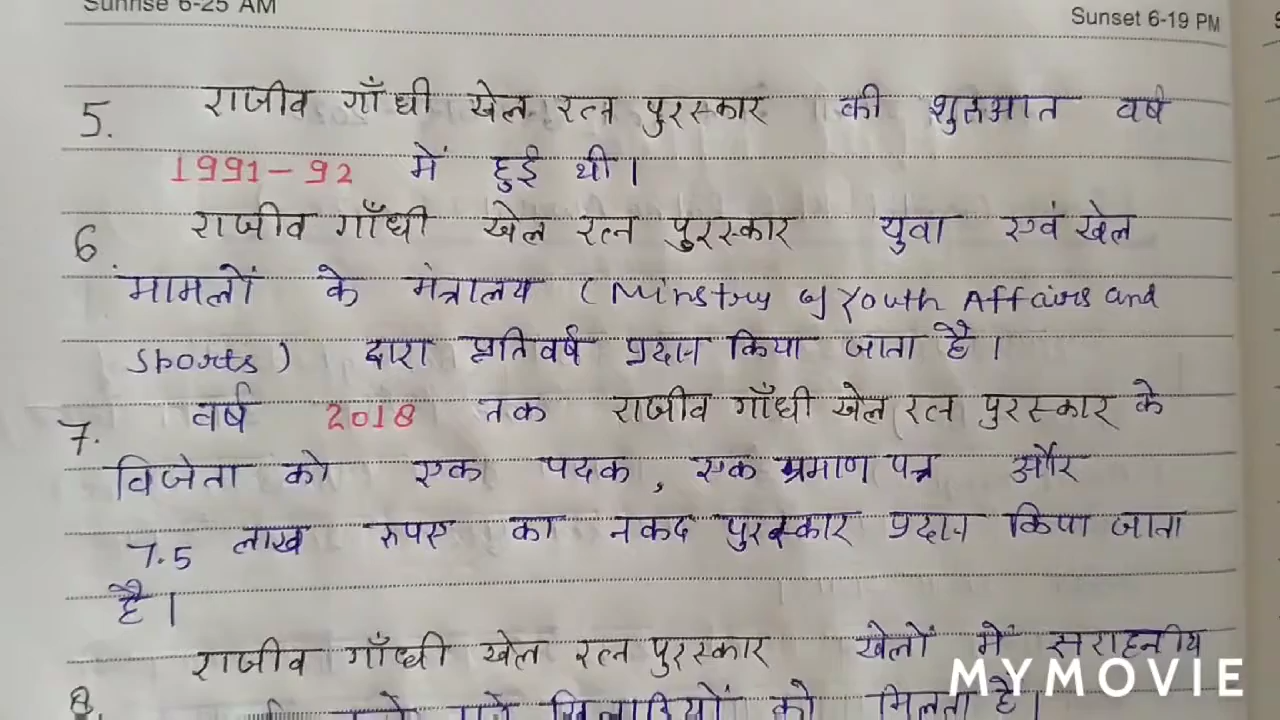 Sunrise 6-25 AM
Sunset 6-19 PM
5. राजीव गाँधी खेल रत्न पुरस्कार की शुरुआत वर्ष
1991-92 में हुई थी।
6. राजीव गाँधी खेल रत्न पुरस्कार युवा एवं खेल
मामलों के मंत्रालय (Minstry of Youth Affairs and
Sports) द्वारा प्रतिवर्ष प्रदान किया जाता है।
7. वर्ष 2018 तक राजीव गाँधी खेल रत्न पुरस्कार के
विजेता को एक पदक, एक प्रमाण पत्र और
7.5 लाख रुपए का नकद पुरस्कार प्रदान किया जाता
है।
राजीव गाँधी खेल रत्न पुरस्कार खेलों में सराहनीय
8. खिलाड़ियों को मिलता है।
MYMOVIE